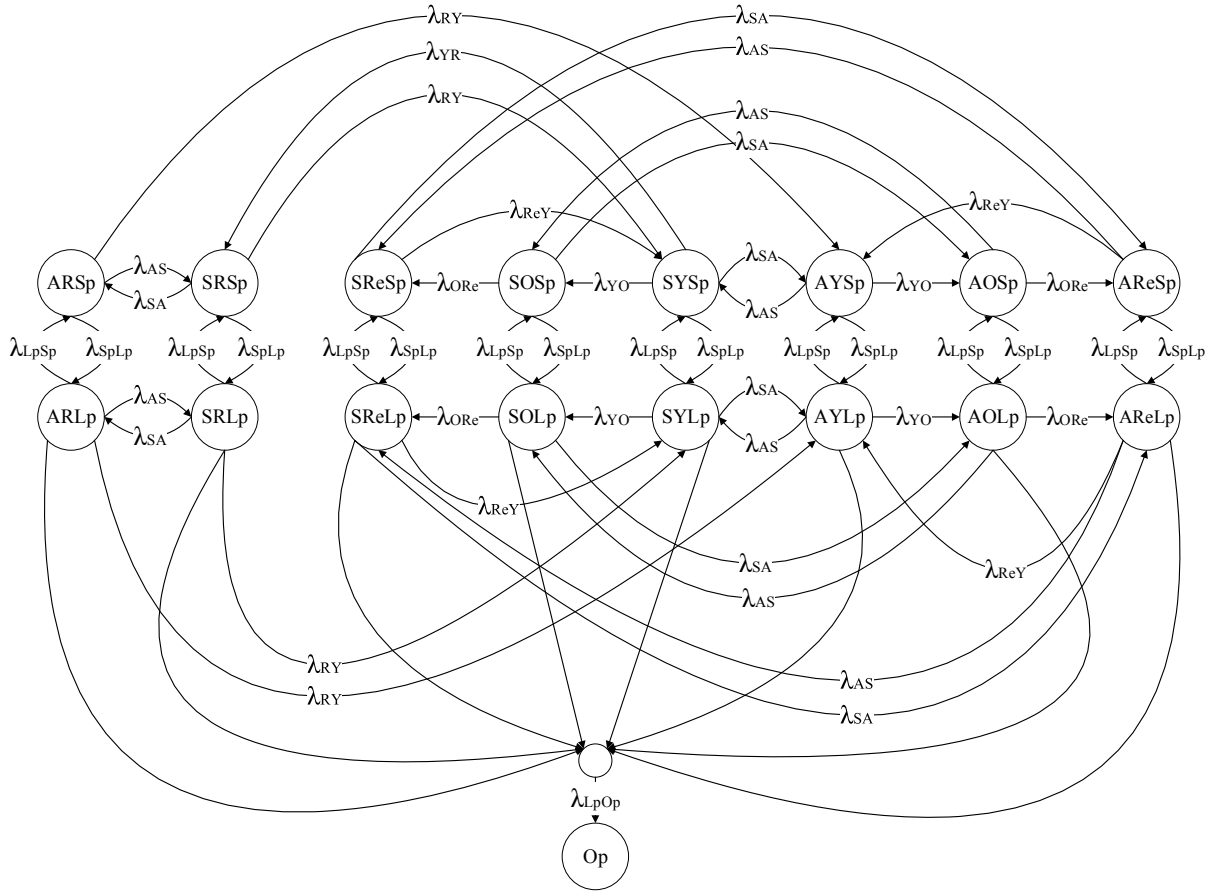 λRY λSA
λYR λAS
λRY
λAS
λSA
λReY λReY
λAS λSA λSA λAS
ARSp SRSp SReSp λORe SOSp λYO SYSp AYSp λYO AOSp λORe AReSp
λLpSp λSpLp λLpSp λSpLp λLpSp λSpLp λLpSp λSpLp λLpSp λSpLp λLpSp λSpLp λLpSp λSpLp λLpSp λSpLp
λAS λSA λSA λAS
ARLp SRLp SReLp λORe SOLp λYO SYLp AYLp λYO AOLp λORe AReLp
λReY
λSA λReY
λAS
λRY λAS
λRY λSA
λLpOp
Op